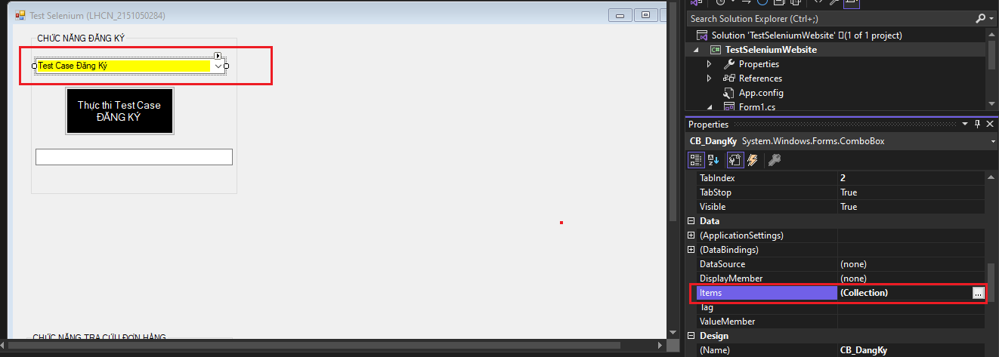 Test Selenium (LHCN_2151050284)
CHỨC NĂNG ĐĂNG KÝ
Test Case Đăng Ký
Thực thi Test Case
ĐĂNG KÝ
CHỨC NĂNG TRA CỨU ĐƠN HÀNG
Search Solution Explorer (Ctrl+;)
Solution 'TestSeleniumWebsite' (1 of 1 project)
C# TestSeleniumWebsite
Properties
References
App.config
Form1.cs
Properties
CB_DangKy System.Windows.Forms.ComboBox
TabIndex 2
TabStop True
Visible True
Data
(ApplicationSettings)
(DataBindings)
DataSource (none)
DisplayMember (none)
Items (Collection) ...
Tag
ValueMember
Design
(Name) CB_DangKy